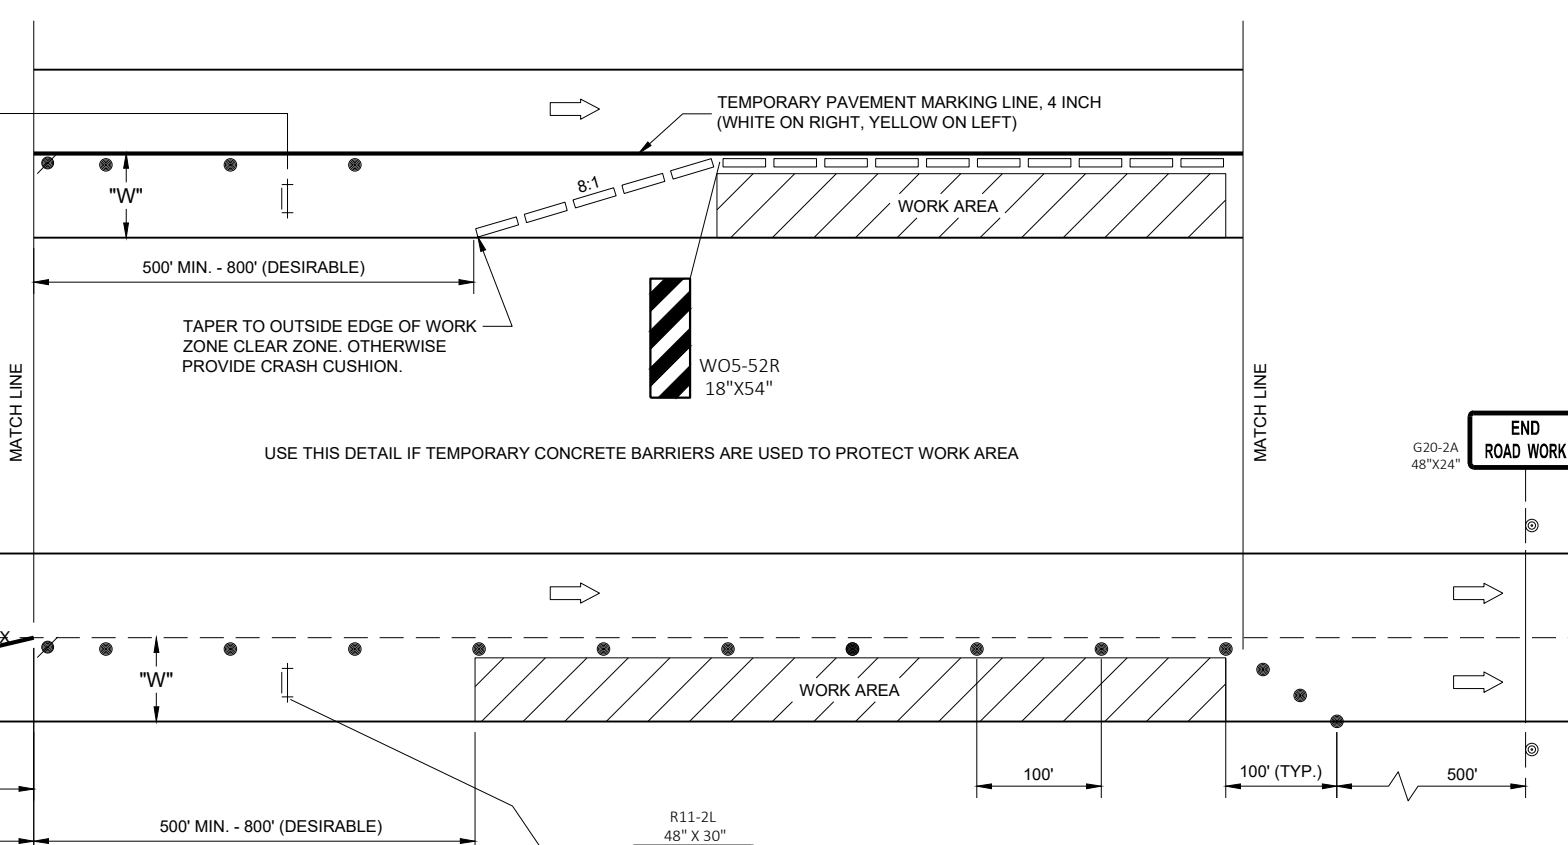 TEMPORARY PAVEMENT MARKING LINE, 4 INCH
(WHITE ON RIGHT, YELLOW ON LEFT)
"W"
8:1
WORK AREA
500' MIN. - 800' (DESIRABLE)
TAPER TO OUTSIDE EDGE OF WORK
ZONE CLEAR ZONE. OTHERWISE
PROVIDE CRASH CUSHION.
WO5-52R
18"X54"
MATCH LINE
MATCH LINE
USE THIS DETAIL IF TEMPORARY CONCRETE BARRIERS ARE USED TO PROTECT WORK AREA
G20-2A
48"X24"
END
ROAD WORK
X
"W"
WORK AREA
100'
100' (TYP.)
500'
500' MIN. - 800' (DESIRABLE)
R11-2L
48" X 30"